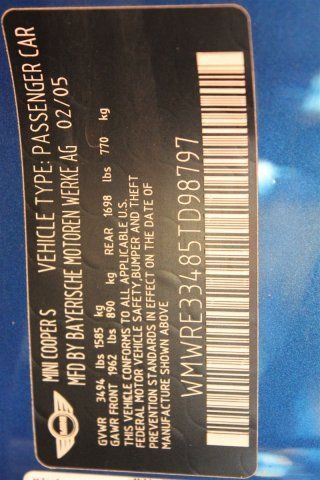 MINI COOPER S VEHICLE TYPE: PASSENGER CAR
MFD BY BAYERISCHE MOTOREN WERKE AG 02/05
GVWR 3494 lbs 1585 kg
GAWR FRONT 1962 lbs 890 kg REAR 1698 lbs 770 kg
THIS VEHICLE CONFORMS TO ALL APPLICABLE U.S.
FEDERAL MOTOR VEHICLE SAFETY,BUMPER AND THEFT
PREVENTION STANDARDS IN EFFECT ON THE DATE OF
MANUFACTURE SHOWN ABOVE
WMWRE33485TD98797